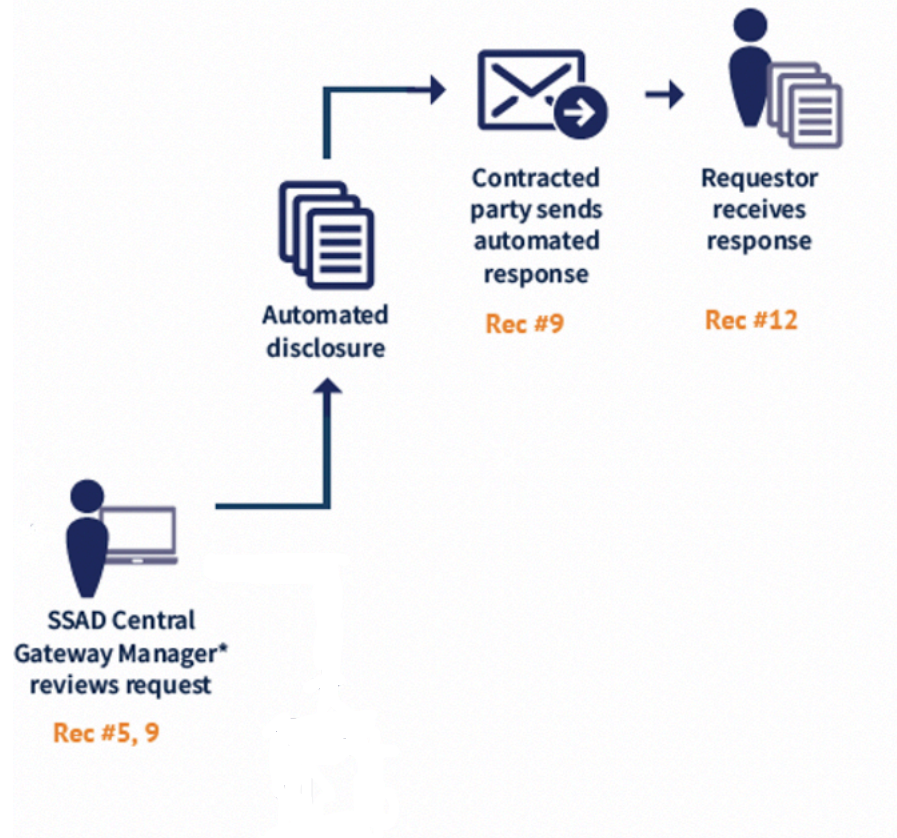 Contracted
party sends
automated
response
Rec #9
Requestor
receives
response
Rec #12
Automated
disclosure
SSAD Central
Gateway Manager*
reviews request
Rec #5, 9